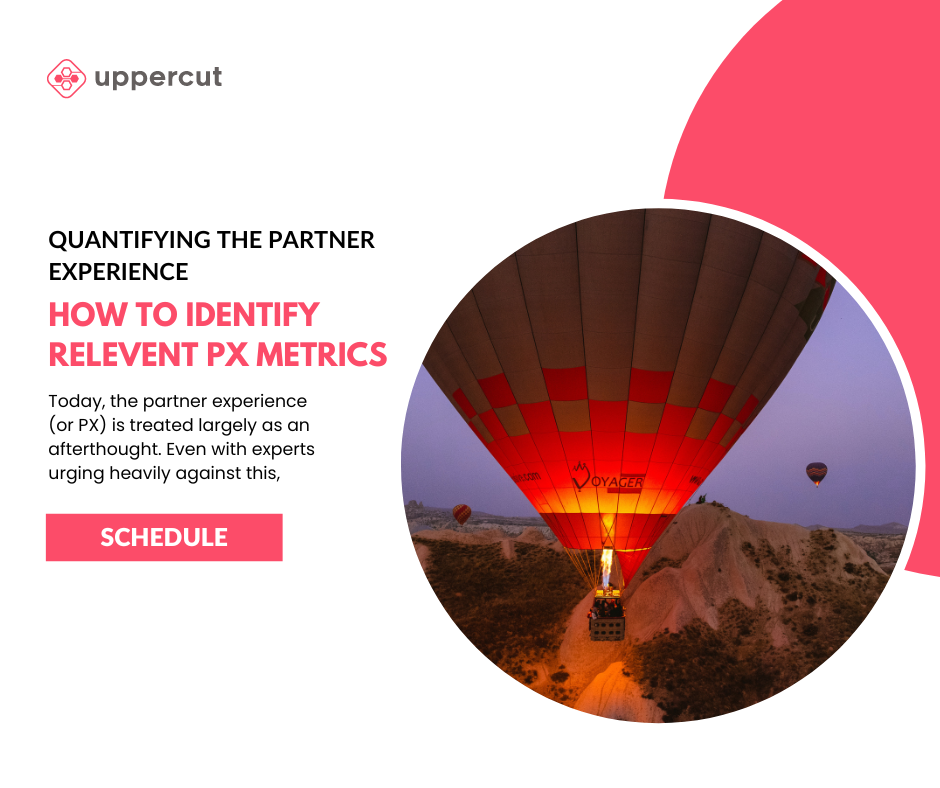 uppercut
QUANTIFYING THE PARTNER
EXPERIENCE
HOW TO IDENTIFY
RELEVENT PX METRICS
Today, the partner experience
(or PX) is treated largely as an
afterthought. Even with experts
urging heavily against this,
SCHEDULE
VOYAGER